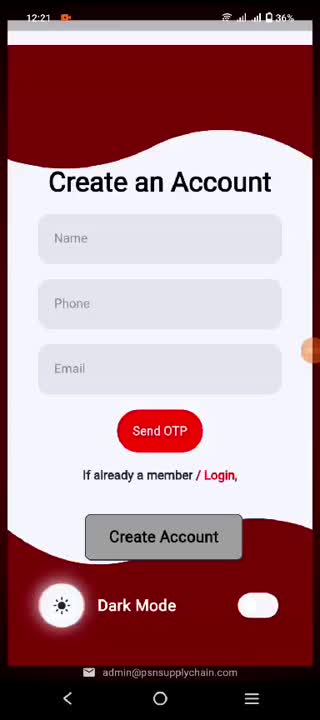 12:21 36%
Create an Account
Name
Phone
Email
Send OTP
If already a member / Login,
Create Account
Dark Mode
admin@psnsupplychain.com